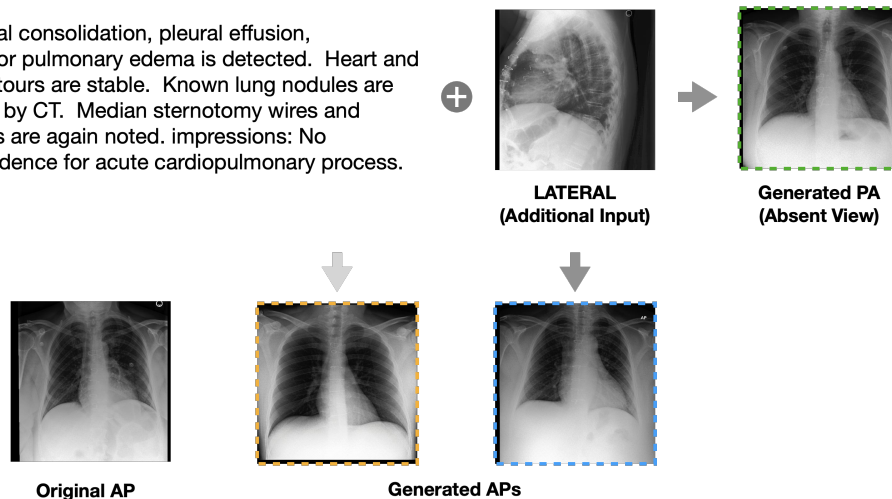 al consolidation, pleural effusion,
or pulmonary edema is detected. Heart and
tours are stable. Known lung nodules are
by CT. Median sternotomy wires and
s are again noted. impressions: No
dence for acute cardiopulmonary process.
LATERAL
(Additional Input)
Generated PA
(Absent View)
Original AP
Generated APs